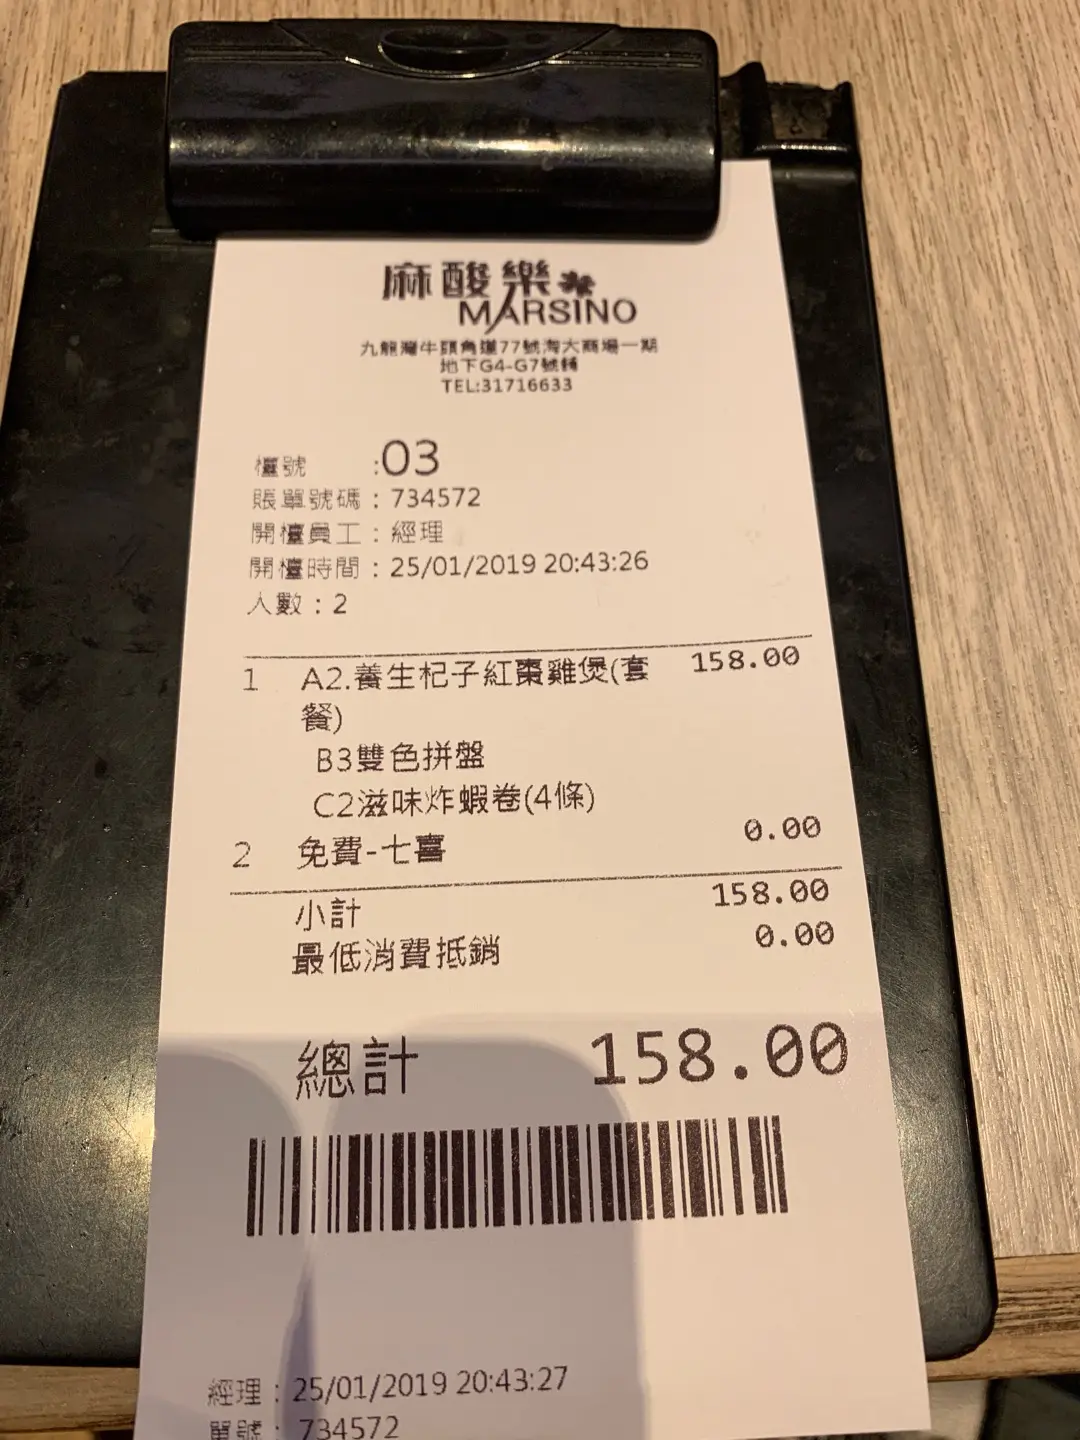 麻酸樂
MARSINO
九龍灣牛頭角道77號淘大商場一期
地下G4-G7號舖
TEL:31716633
檯號 :03
賬單號碼：734572
開檯員工：經理
開檯時間：25/01/2019 20:43:26
人數：2
1 A2.養生杞子紅棗雞煲(套 158.00
餐)
B3雙色拼盤
C2滋味炸蝦卷(4條)
2 免費-七喜 0.00
小計 158.00
最低消費抵銷 0.00
總計 158.00
經理：25/01/2019 20:43:27
單號：734572